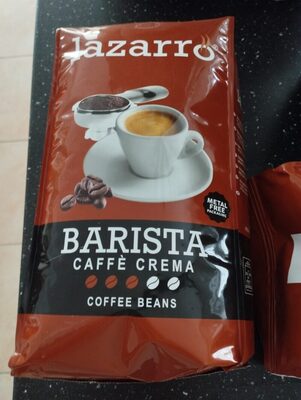 lazarro
METAL
FREE
PACKAGING
BARISTA
CAFFÈ CREMA
COFFEE BEANS